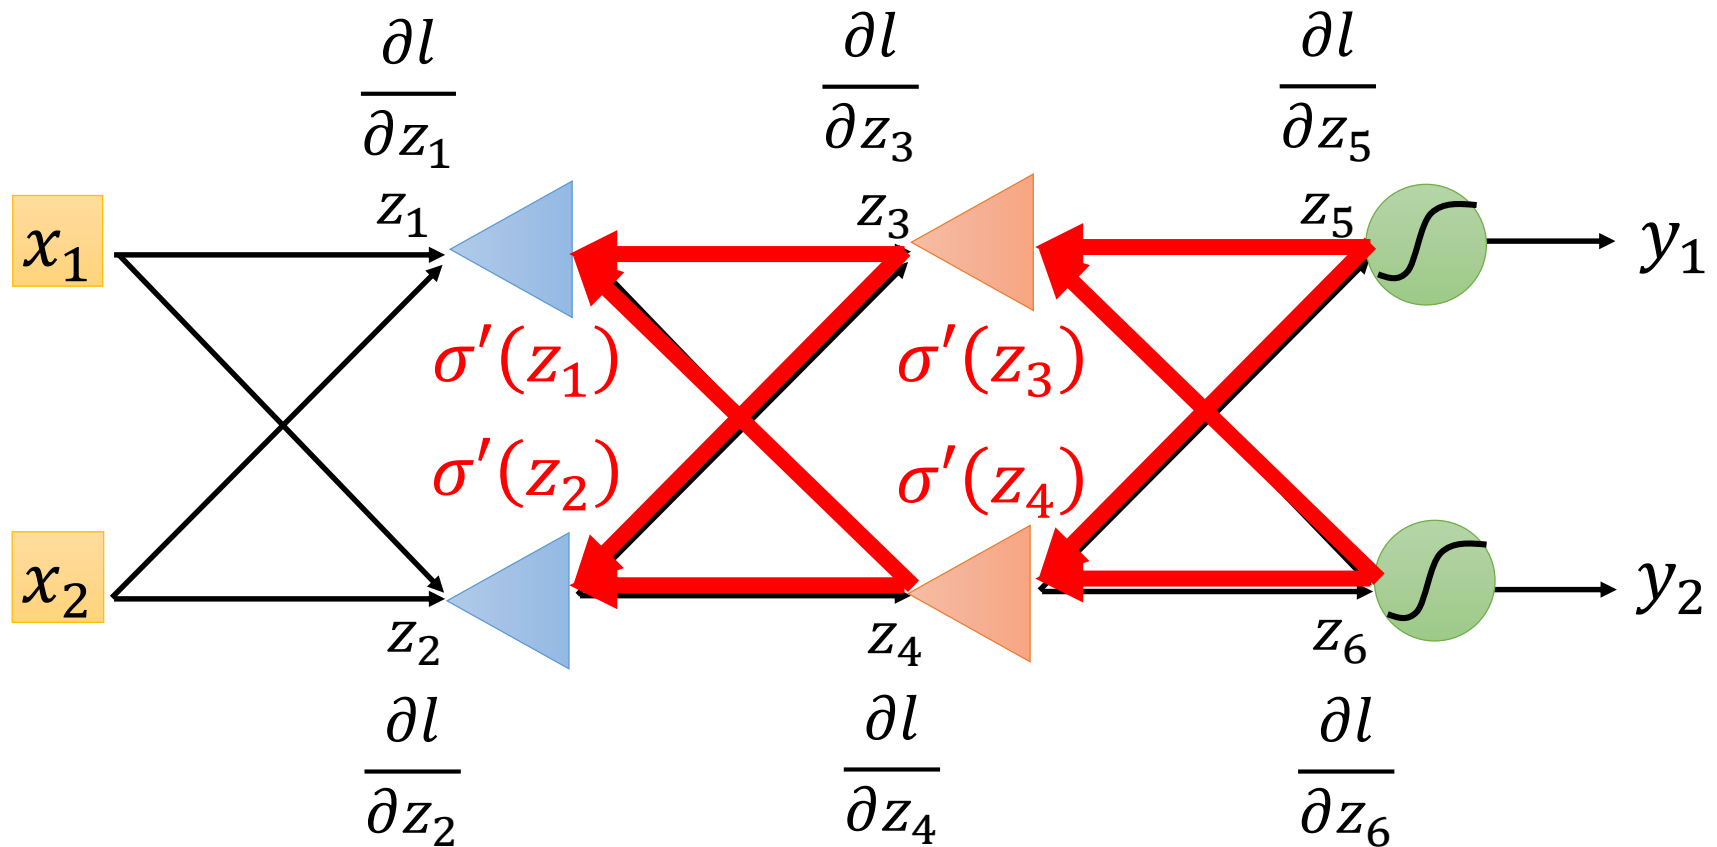 ∂l/∂z₁ ∂l/∂z₃ ∂l/∂z₅
x₁ z₁ z₃ z₅ y₁
σ′(z₁) σ′(z₃)
σ′(z₂) σ′(z₄)
x₂ z₂ z₄ z₆ y₂
∂l/∂z₂ ∂l/∂z₄ ∂l/∂z₆